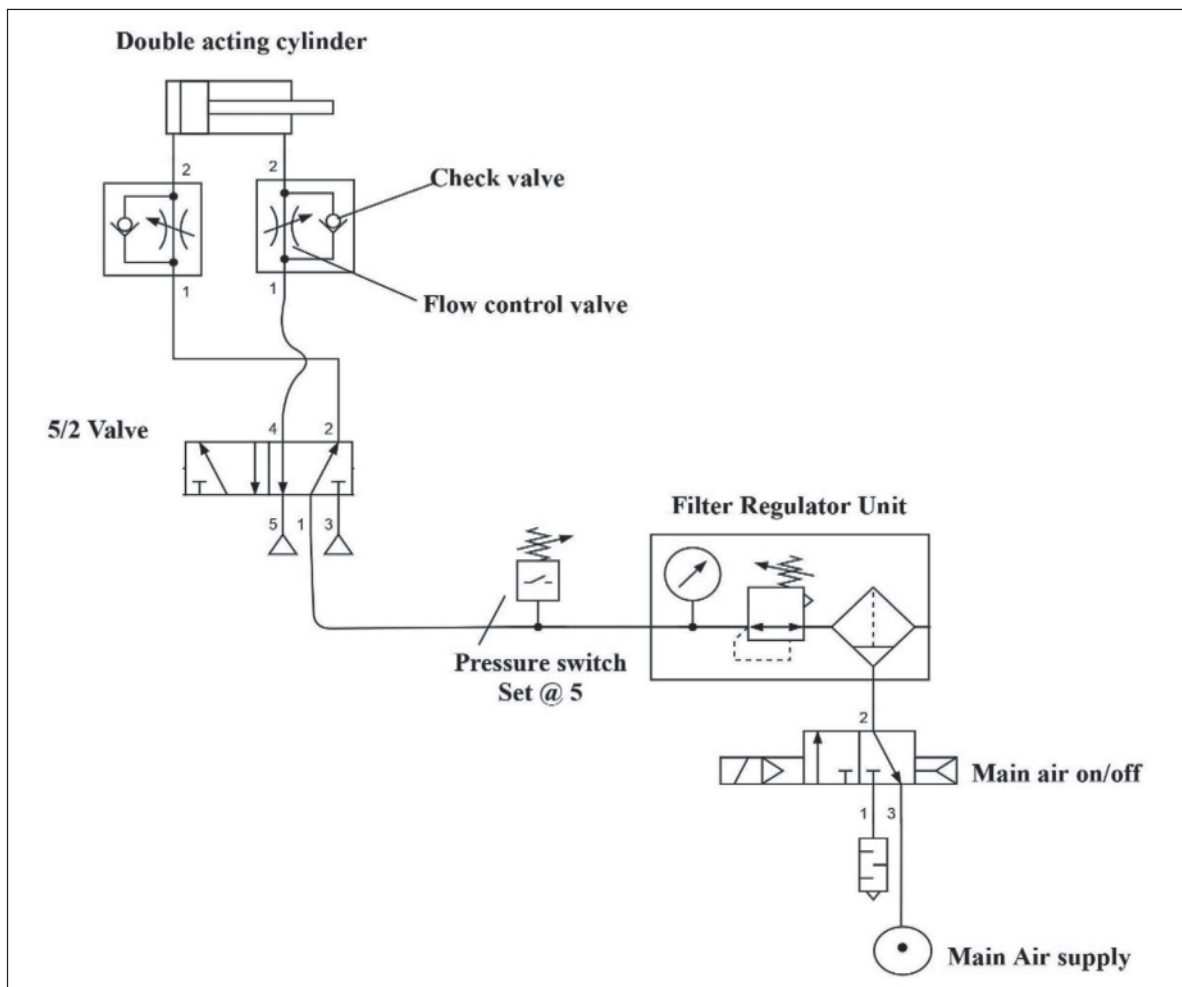 Double acting cylinder
2
2
Check valve
1
1
Flow control valve
5/2 Valve
4
2
5
1
3
Filter Regulator Unit
Pressure switch
Set @ 5
2
Main air on/off
1
3
Main Air supply